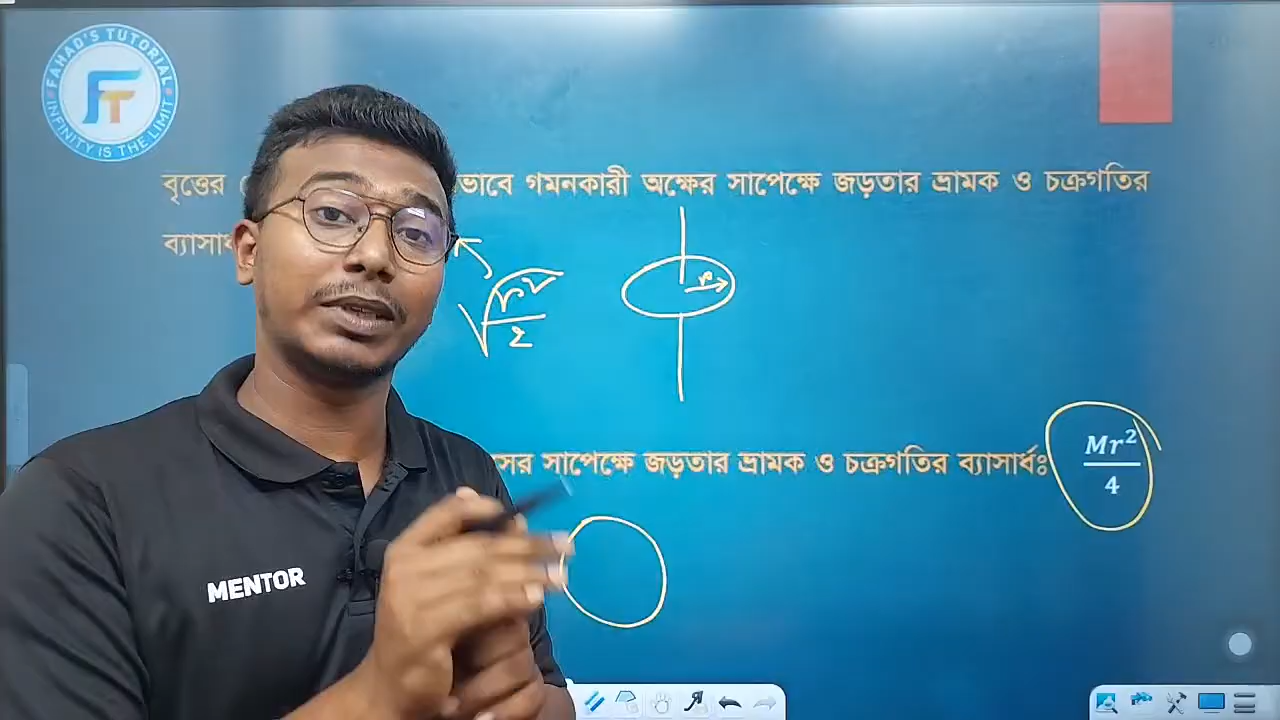 FAHAD'S TUTORIAL
FT
INFINITY IS THE LIMIT
বৃত্তের ভাবে গমনকারী অক্ষের সাপেক্ষে জড়তার ভ্রামক ও চক্রগতির
√r²/2
r
সাপেক্ষে জড়তার ভ্রামক ও চক্রগতির ব্যাসার্ধঃ Mr²/4
MENTOR